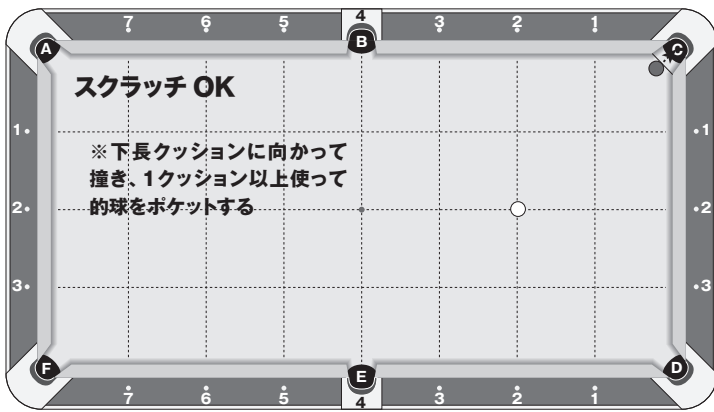 7 6 5 4 3 2 1
A B C
スクラッチ OK
1 1
※下長クッションに向かって
撞き、1クッション以上使って
2 的球をポケットする 2
3 3
F E D
7 6 5 4 3 2 1